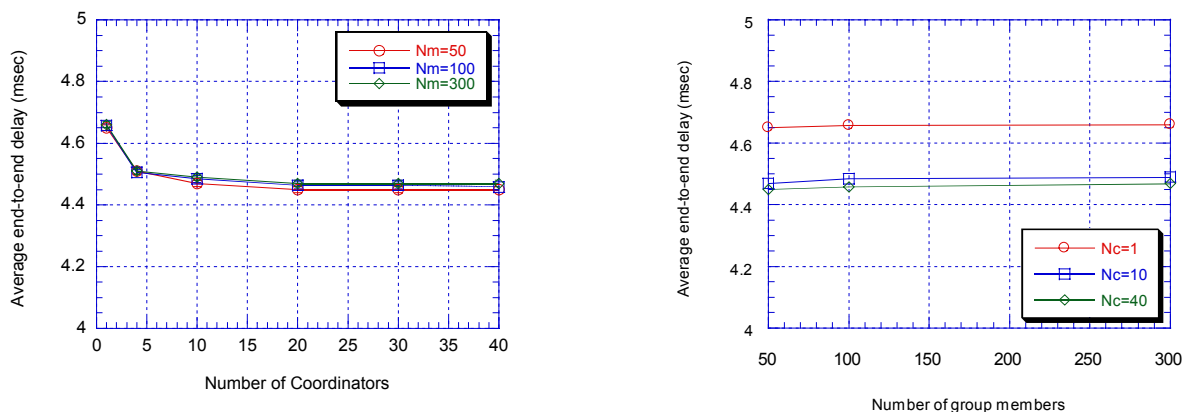 5
4.8
4.6
4.4
4.2
4
Average end-to-end delay (msec)
Nm=50
Nm=100
Nm=300
0 5 10 15 20 25 30 35 40
Number of Coordinators
5
4.8
4.6
4.4
4.2
4
Average end-to-end delay (msec)
Nc=1
Nc=10
Nc=40
50 100 150 200 250 300
Number of group members